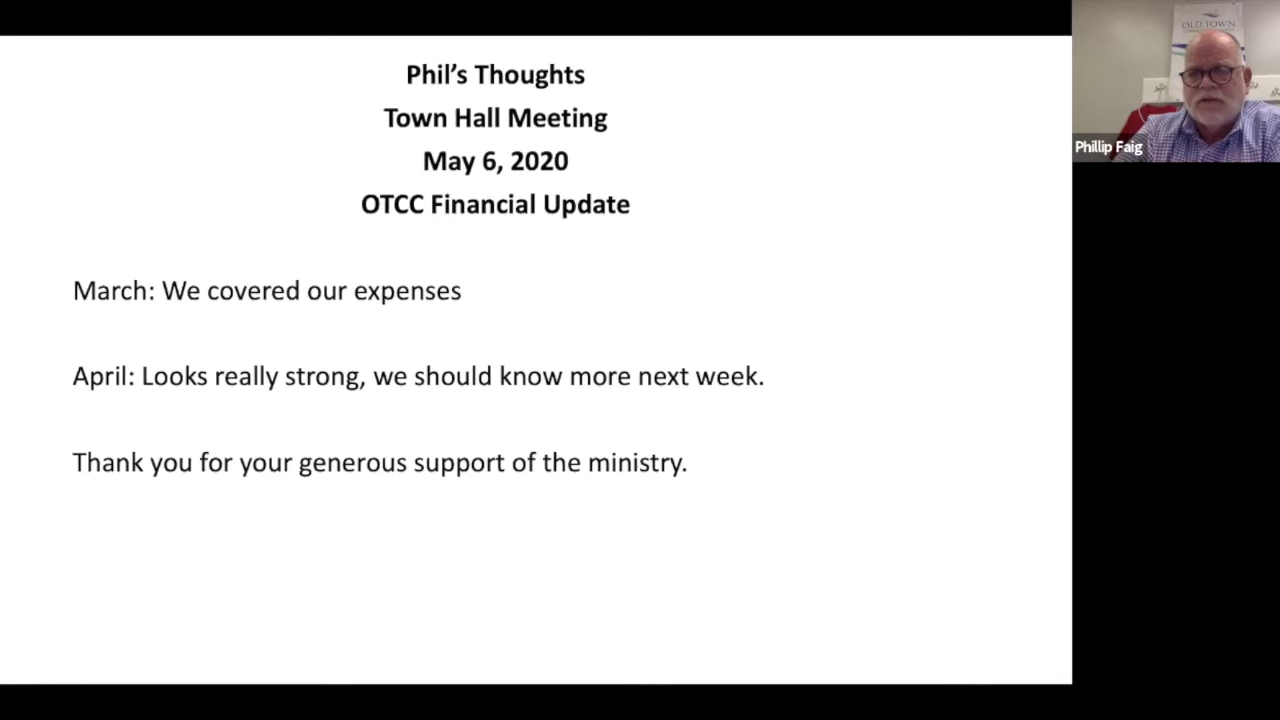 Phil’s Thoughts
Town Hall Meeting
May 6, 2020
OTCC Financial Update
March: We covered our expenses
April: Looks really strong, we should know more next week.
Thank you for your generous support of the ministry.
OLD TOWN
Phillip Faig